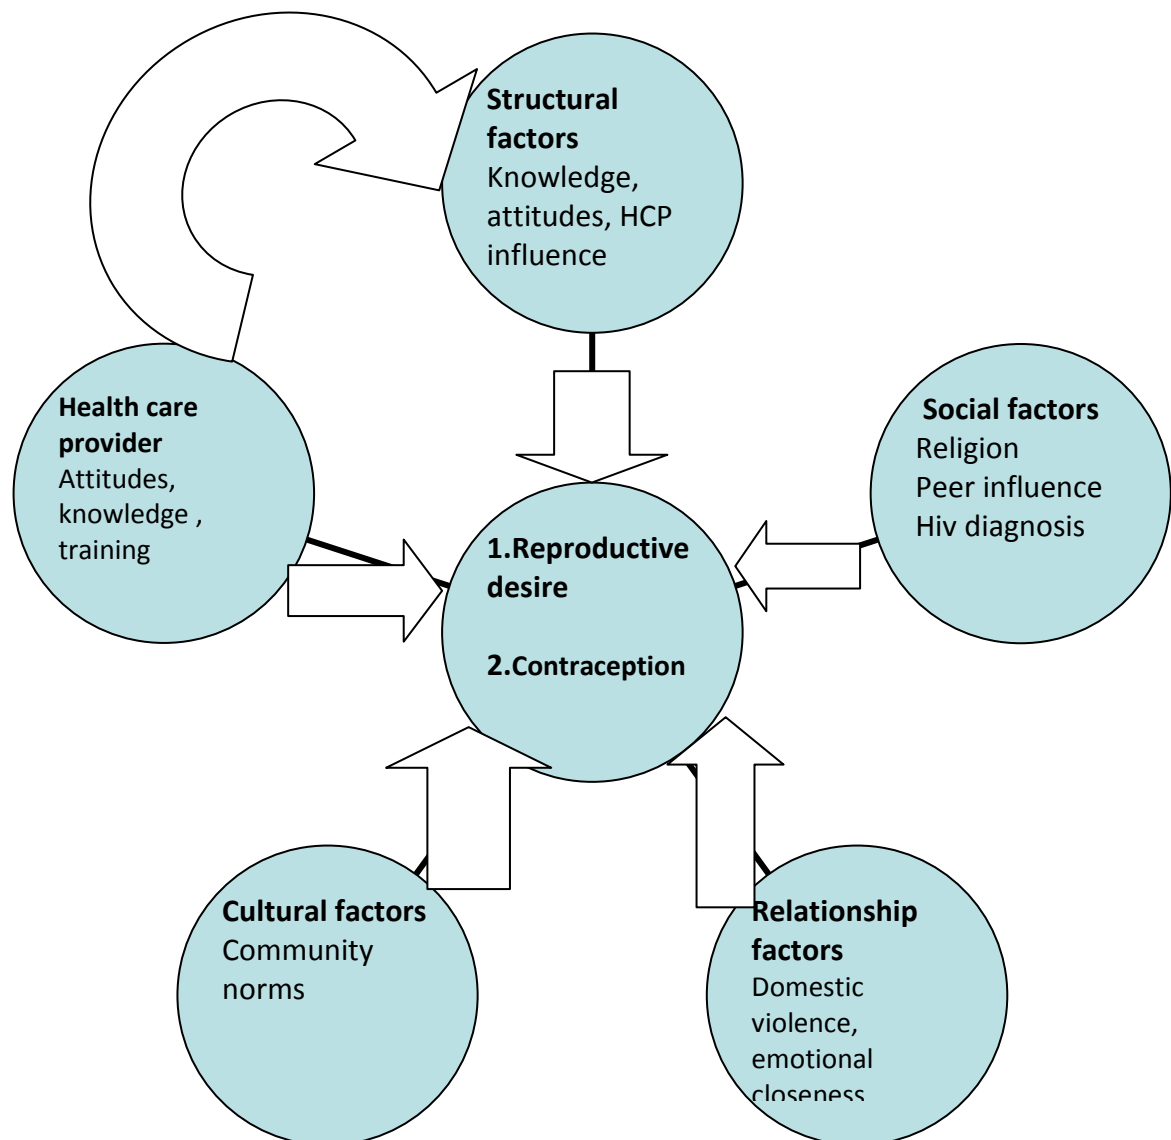 Structural
factors
Knowledge,
attitudes, HCP
influence
Health care
provider
Attitudes,
knowledge ,
training
Social factors
Religion
Peer influence
Hiv diagnosis
1.Reproductive
desire
2.Contraception
Cultural factors
Community
norms
Relationship
factors
Domestic
violence,
emotional
closeness